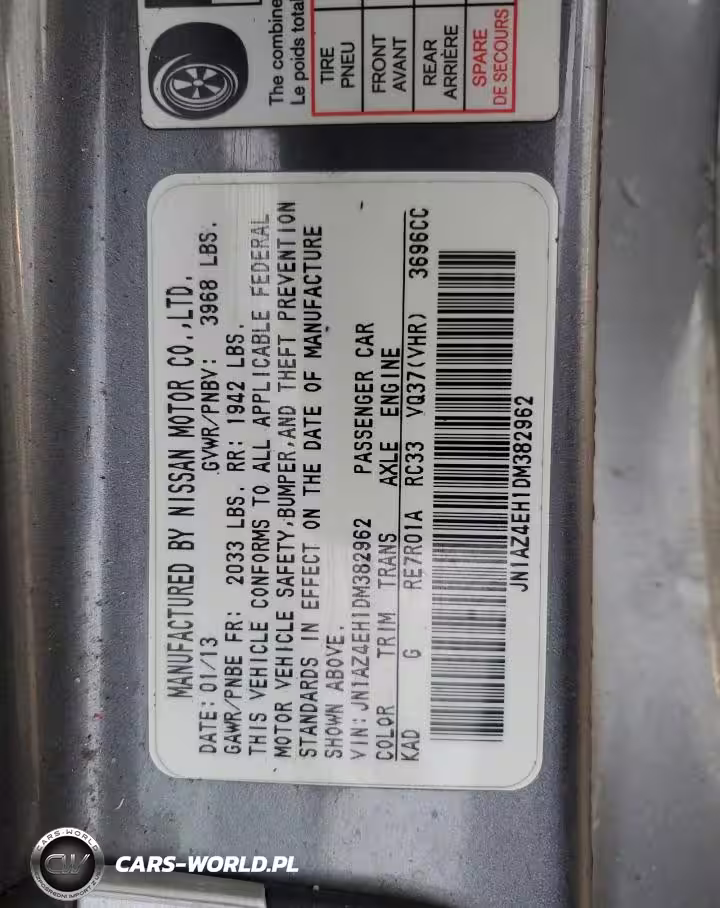 The combine
Le poids total
TIRE
PNEU
FRONT
AVANT
REAR
ARRIÈRE
SPARE
DE SECOURS
MANUFACTURED BY NISSAN MOTOR CO.,LTD.
DATE: 01/13 GVWR/PNBV: 3968 LBS.
GAWR/PNBE FR: 2033 LBS. RR: 1942 LBS.
THIS VEHICLE CONFORMS TO ALL APPLICABLE FEDERAL
MOTOR VEHICLE SAFETY,BUMPER,AND THEFT PREVENTION
STANDARDS IN EFFECT ON THE DATE OF MANUFACTURE
SHOWN ABOVE.
VIN: JN1AZ4EH1DM382962 PASSENGER CAR
COLOR TRIM TRANS AXLE ENGINE
KAD G RE7R01A RC33 VQ37(VHR) 3696CC
JN1AZ4EH1DM382962
CARS-WORLD
CW
CARS-WORLD.PL